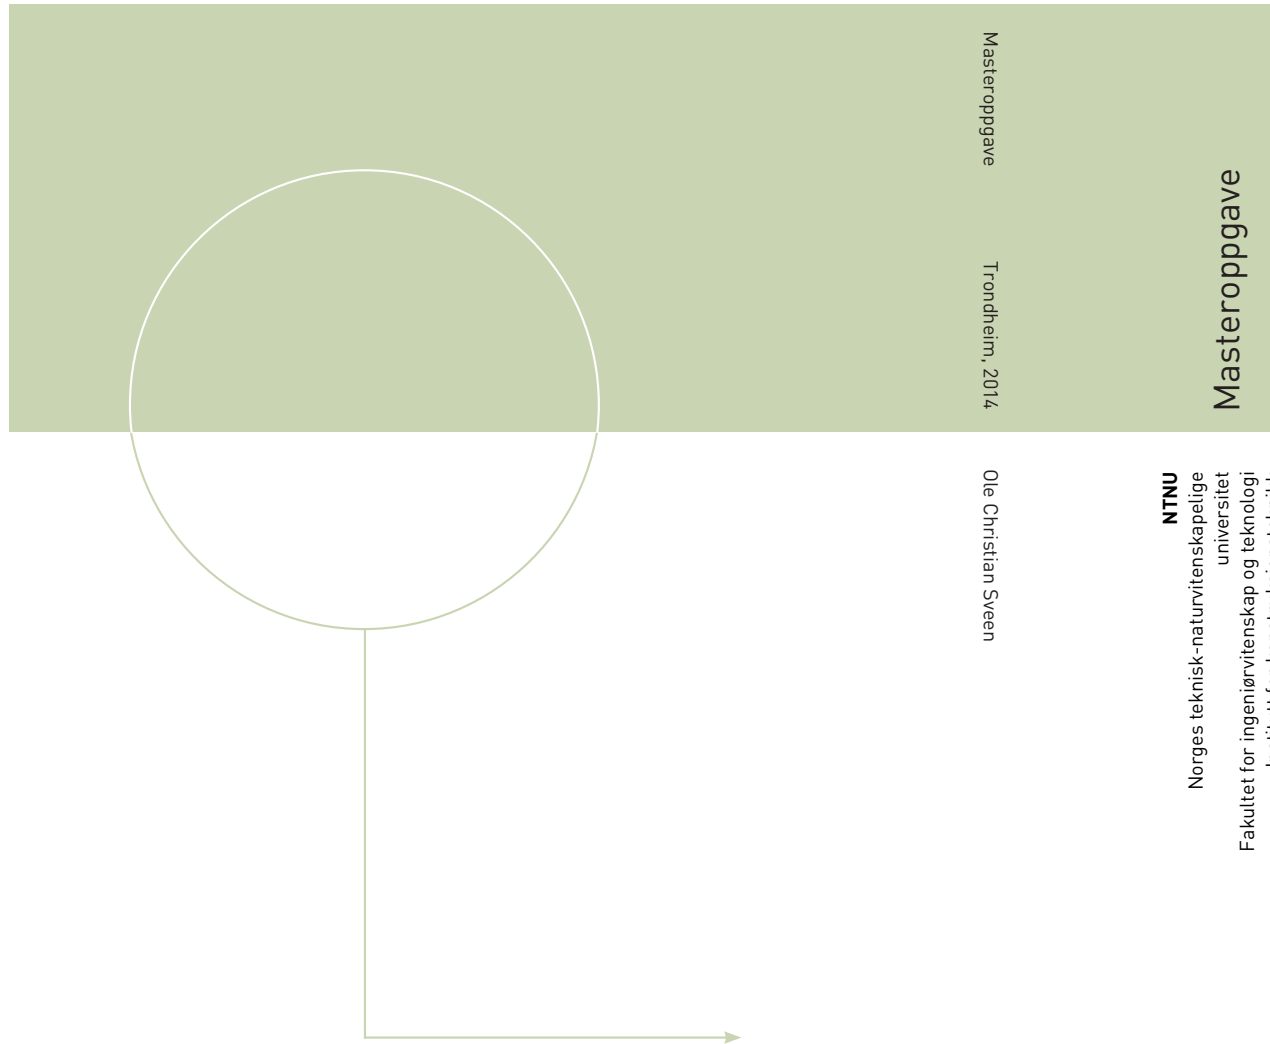 Masteroppgave
Trondheim, 2014
Ole Christian Sveen
Masteroppgave
NTNU
Norges teknisk-naturvitenskapelige
universitet
Fakultet for ingeniørvitenskap og teknologi